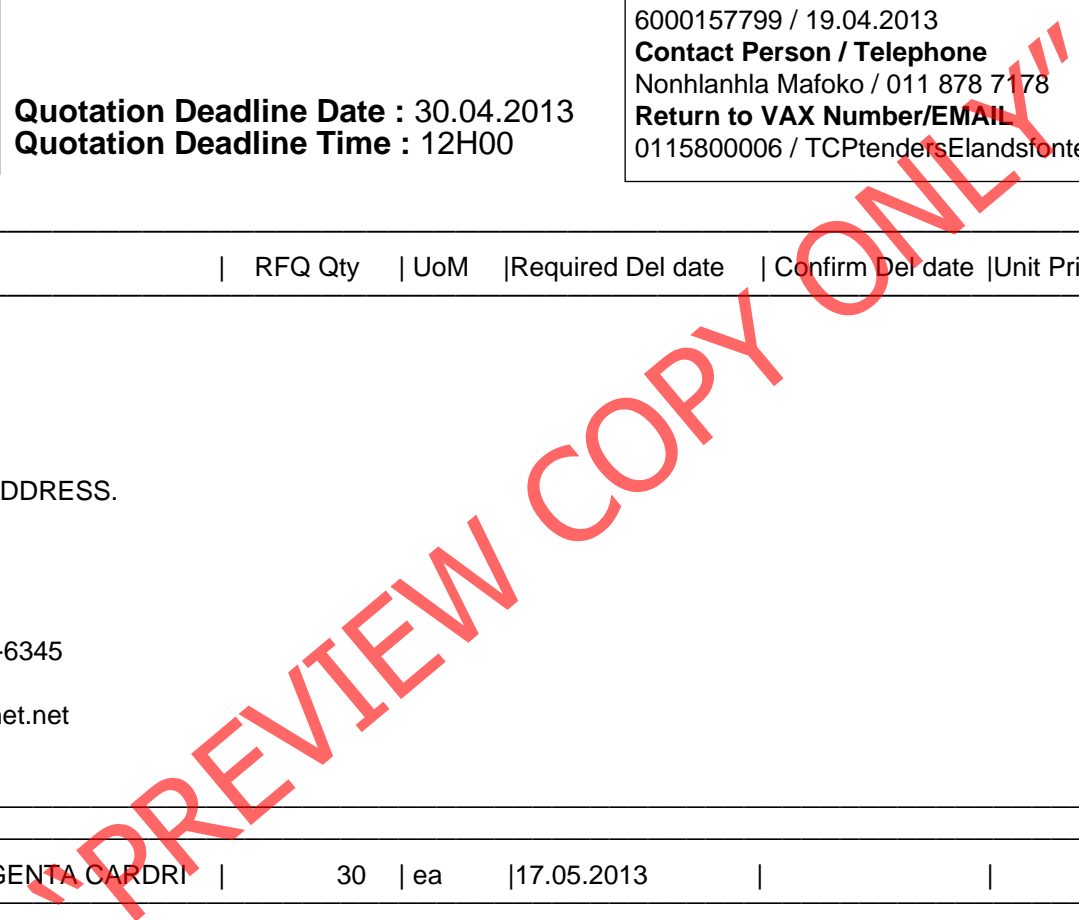 6000157799 / 19.04.2013
Contact Person / Telephone
Nonhlanhla Mafoko / 011 878 7178
Quotation Deadline Date : 30.04.2013
Return to VAX Number/EMAIL
Quotation Deadline Time : 12H00
0115800006 / TCPtendersElandsfonte
| RFQ Qty | UoM |Required Del date | Confirm Del date |Unit Pri
DDRESS.
-6345
net.net
GENTA CARDRI | 30 | ea |17.05.2013 | |
“PREVIEW COPY ONLY”